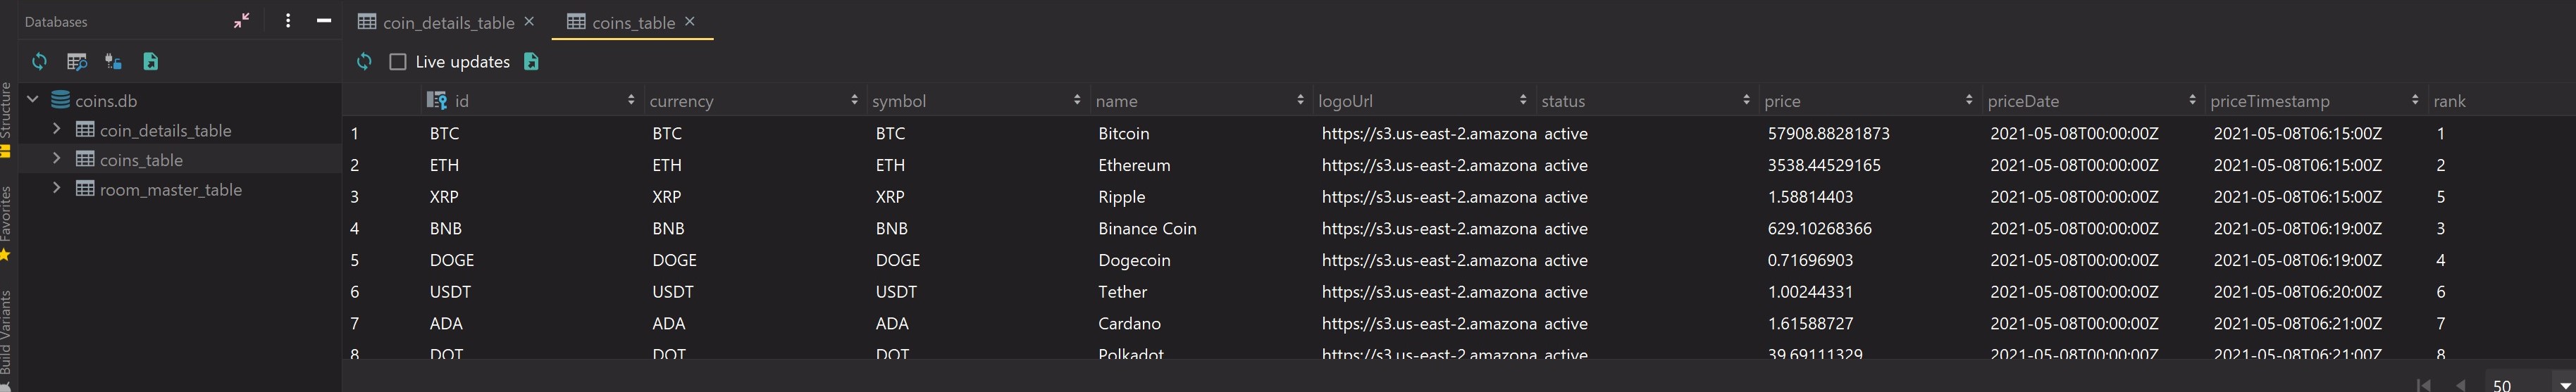 Databases
coin_details_table
coins_table
Live updates
coins.db
coin_details_table
coins_table
room_master_table
Structure
Favorites
Build Variants
id currency symbol name logoUrl status price priceDate priceTimestamp rank
1 BTC BTC BTC Bitcoin https://s3.us-east-2.amazona active 57908.88281873 2021-05-08T00:00:00Z 2021-05-08T06:15:00Z 1
2 ETH ETH ETH Ethereum https://s3.us-east-2.amazona active 3538.44529165 2021-05-08T00:00:00Z 2021-05-08T06:15:00Z 2
3 XRP XRP XRP Ripple https://s3.us-east-2.amazona active 1.58814403 2021-05-08T00:00:00Z 2021-05-08T06:15:00Z 5
4 BNB BNB BNB Binance Coin https://s3.us-east-2.amazona active 629.10268366 2021-05-08T00:00:00Z 2021-05-08T06:19:00Z 3
5 DOGE DOGE DOGE Dogecoin https://s3.us-east-2.amazona active 0.71696903 2021-05-08T00:00:00Z 2021-05-08T06:19:00Z 4
6 USDT USDT USDT Tether https://s3.us-east-2.amazona active 1.00244331 2021-05-08T00:00:00Z 2021-05-08T06:20:00Z 6
7 ADA ADA ADA Cardano https://s3.us-east-2.amazona active 1.61588727 2021-05-08T00:00:00Z 2021-05-08T06:21:00Z 7
8 DOT DOT DOT Polkadot https://s3.us-east-2.amazona active 39.69111329 2021-05-08T00:00:00Z 2021-05-08T06:21:00Z 8
50